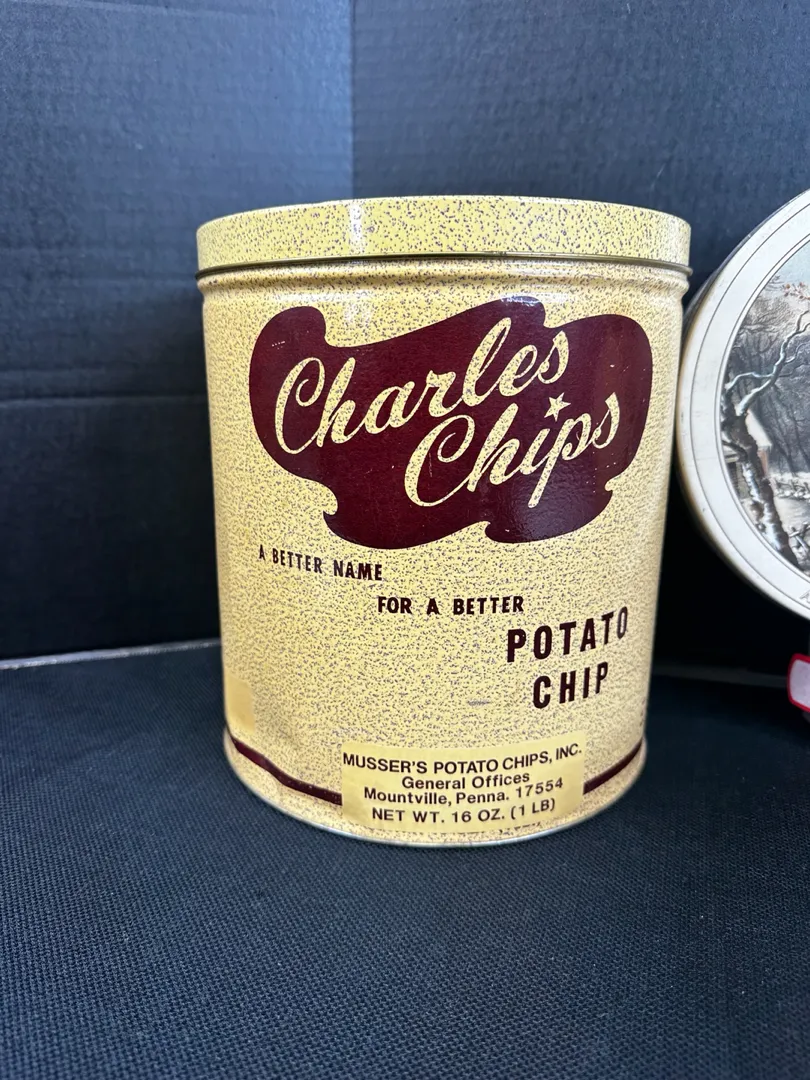 Charles
Chips
A BETTER NAME
FOR A BETTER
POTATO
CHIP
MUSSER'S POTATO CHIPS, INC.
General Offices
Mountville, Penna. 17554
NET WT. 16 OZ. (1 LB)